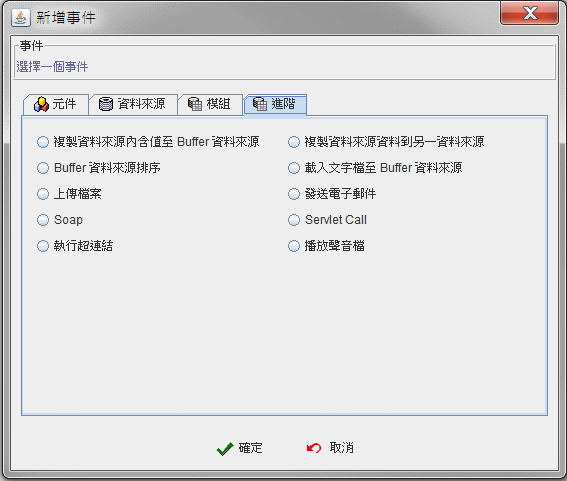 新增事件
事件
選擇一個事件
元件 資料來源 模組 進階
複製資料來源內含值至 Buffer 資料來源 複製資料來源資料到另一資料來源
Buffer 資料來源排序 載入文字檔至 Buffer 資料來源
上傳檔案 發送電子郵件
Soap Servlet Call
執行超連結 播放聲音檔
確定 取消